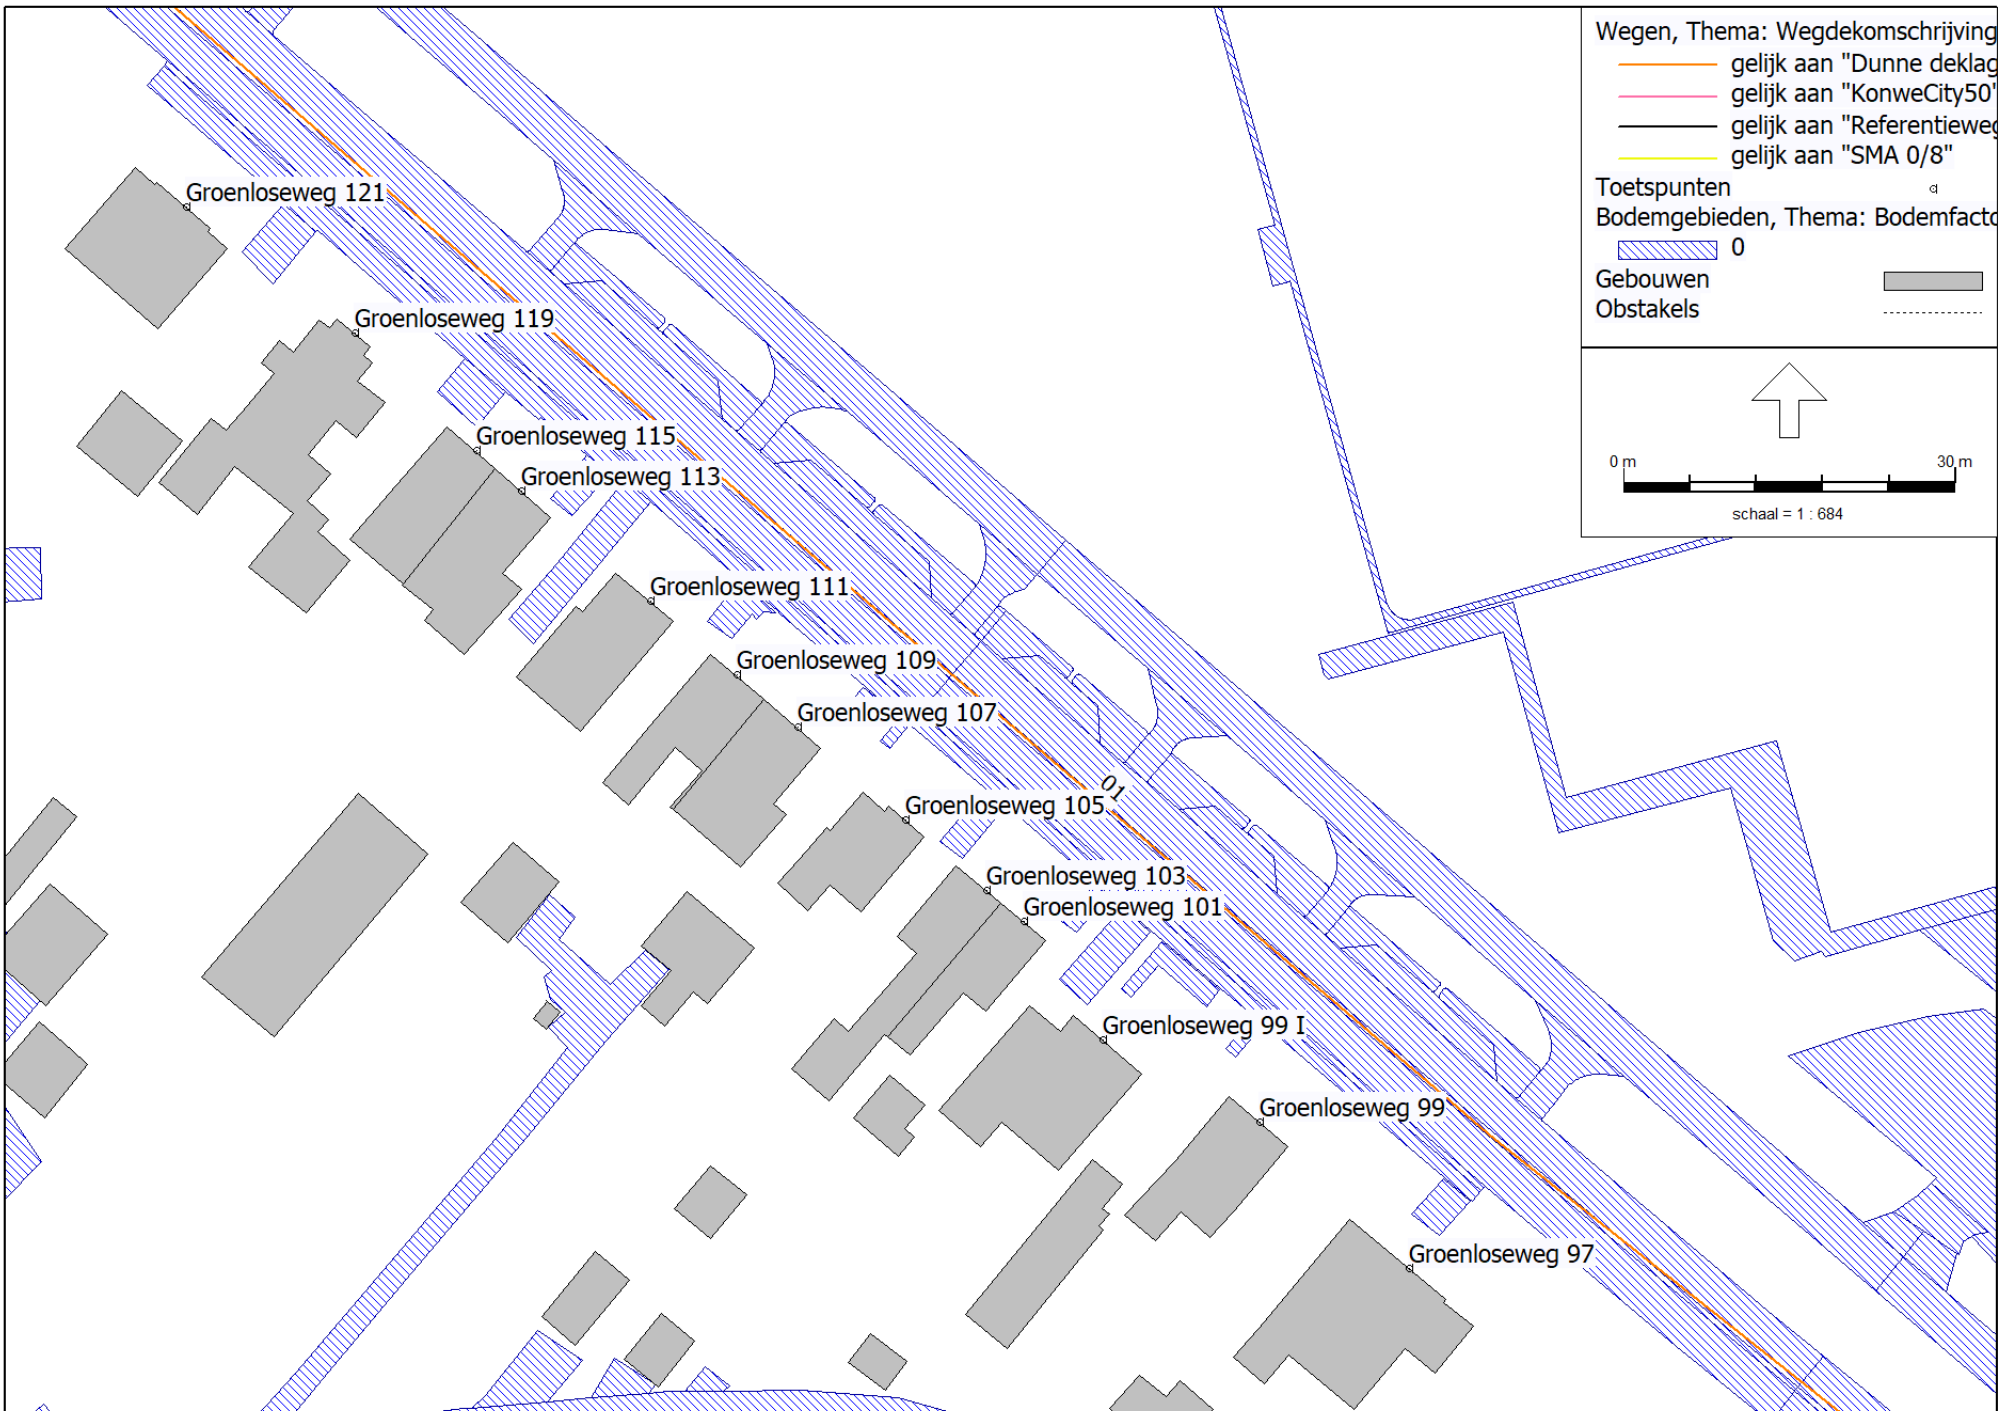 Wegen, Thema: Wegdekomschrijving
gelijk aan "Dunne deklag
gelijk aan "KonweCity50"
gelijk aan "Referentieweg
gelijk aan "SMA 0/8"
Toetspunten
Bodemgebieden, Thema: Bodemfacto
0
Gebouwen
Obstakels
0 m 30 m
schaal = 1 : 684
Groenloseweg 121
Groenloseweg 119
Groenloseweg 115
Groenloseweg 113
Groenloseweg 111
Groenloseweg 109
Groenloseweg 107
01
Groenloseweg 105
Groenloseweg 103
Groenloseweg 101
Groenloseweg 99 I
Groenloseweg 99
Groenloseweg 97